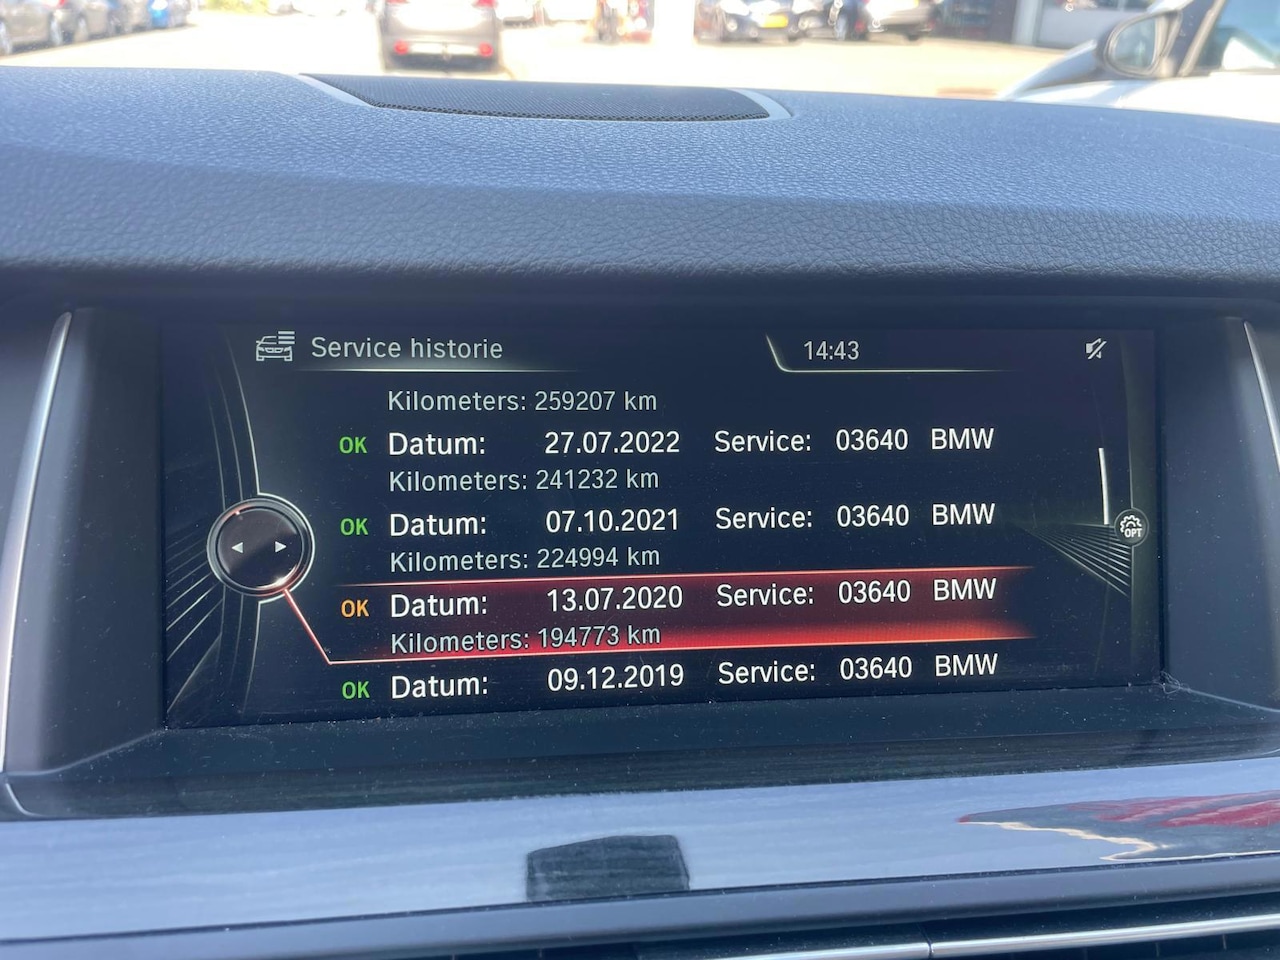 Service historie 14:43
Kilometers: 259207 km
OK Datum: 27.07.2022 Service: 03640 BMW
Kilometers: 241232 km
OK Datum: 07.10.2021 Service: 03640 BMW
Kilometers: 224994 km
OK Datum: 13.07.2020 Service: 03640 BMW
Kilometers: 194773 km
OK Datum: 09.12.2019 Service: 03640 BMW
OPT